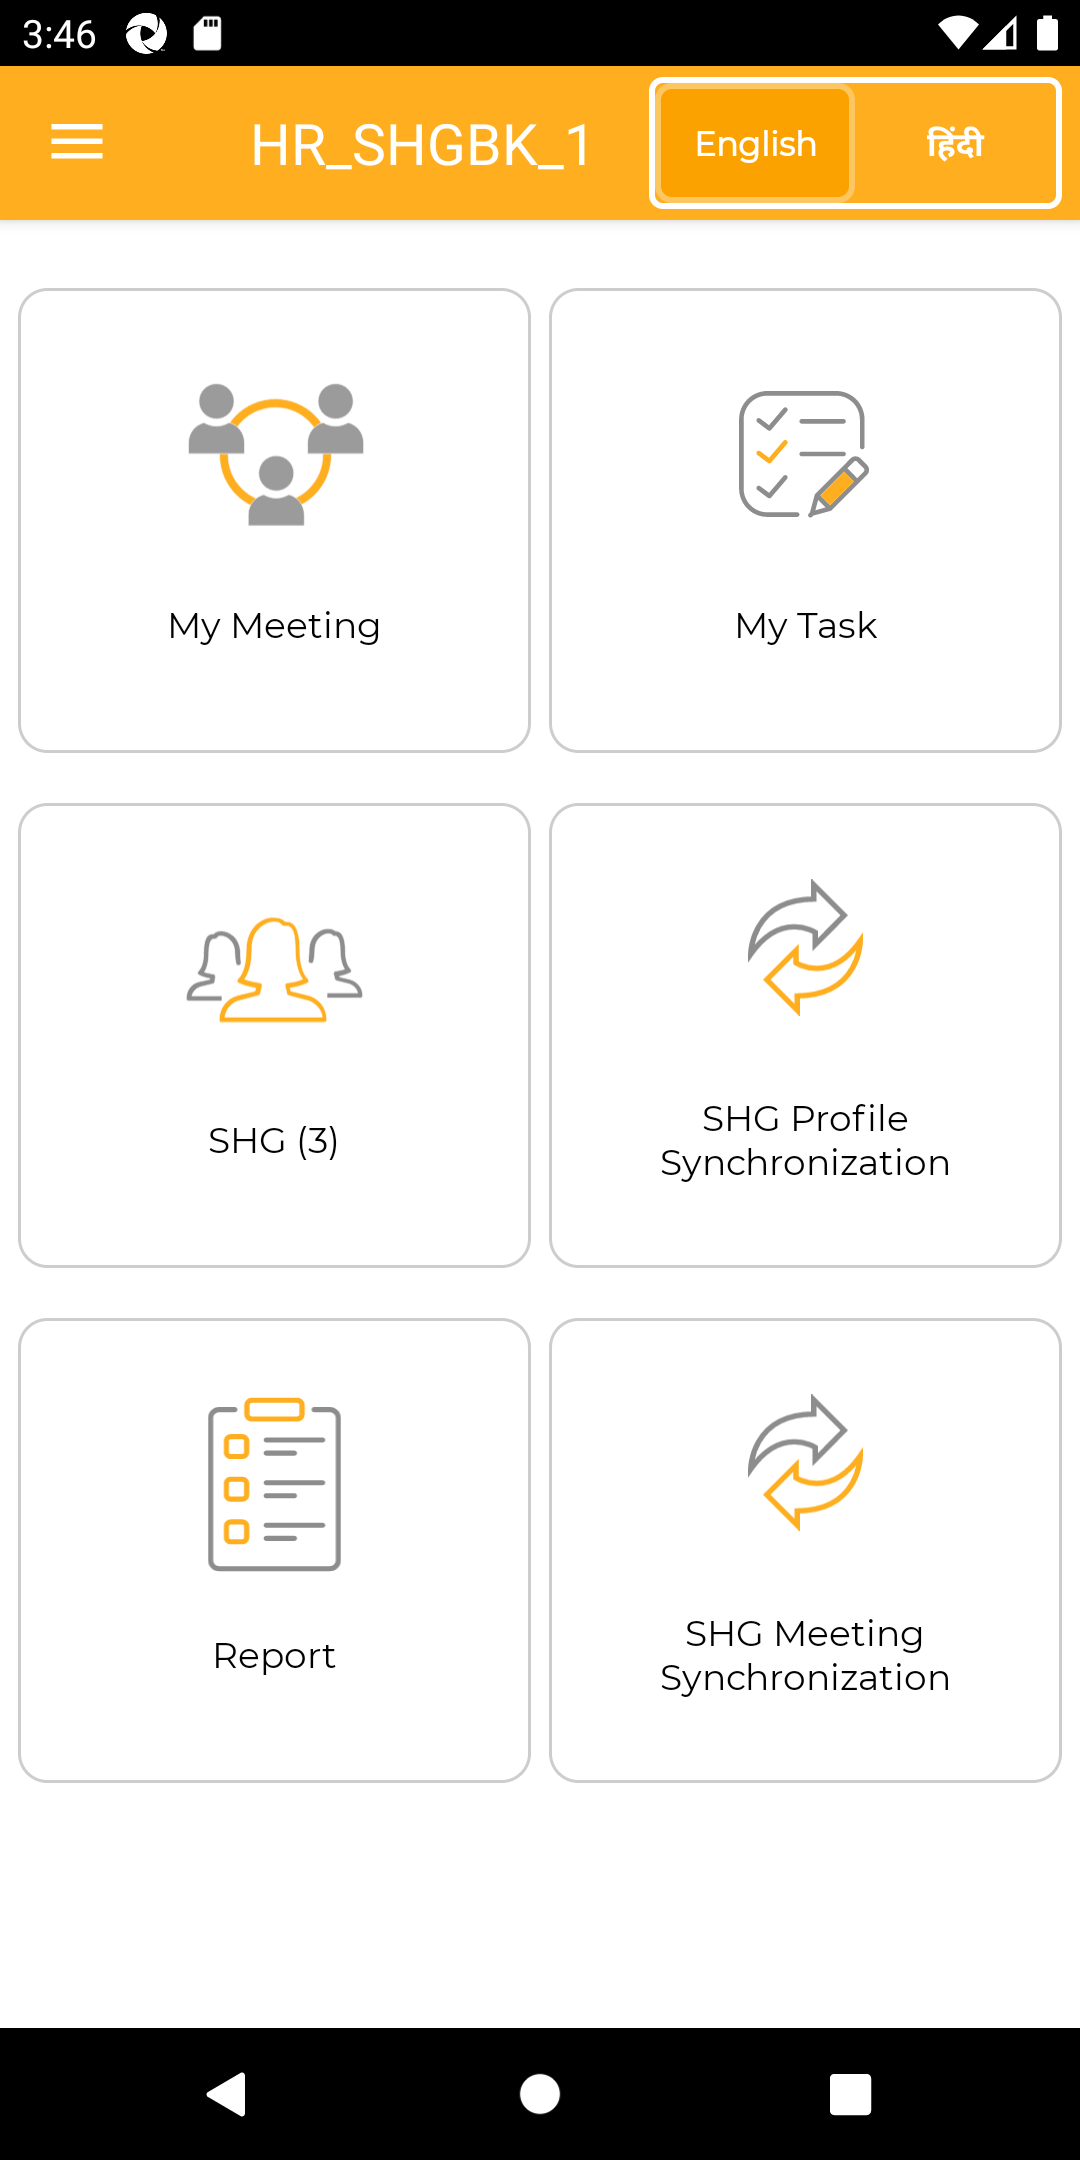 3:46
HR_SHGBK_1
English
हिंदी
My Meeting
My Task
SHG (3)
SHG Profile
Synchronization
Report
SHG Meeting
Synchronization